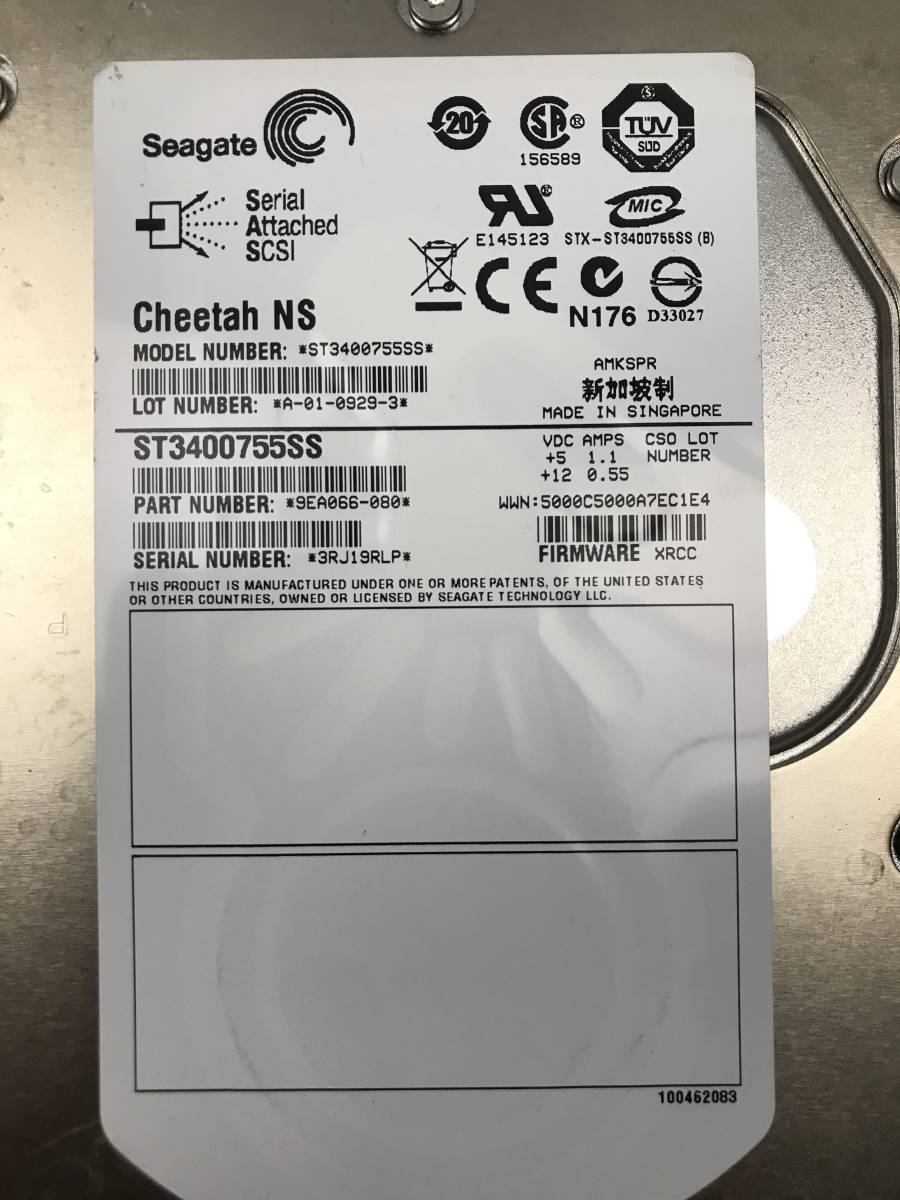 Seagate
20
SA®
156589
TÜV
SÜD
Serial
Attached
SCSI
MIC
E145123 STX-ST3400755SS (B)
CE
N176 D33027
Cheetah NS
MODEL NUMBER: *ST3400755SS*
LOT NUMBER: *A-01-0929-3*
AMKSPR
新加坡制
MADE IN SINGAPORE
ST3400755SS
VDC AMPS CSO LOT
+5 1.1 NUMBER
+12 0.55
PART NUMBER: *9EA066-080*
WWN:5000C5000A7EC1E4
SERIAL NUMBER: *3RJ19RLP*
FIRMWARE XRCC
THIS PRODUCT IS MANUFACTURED UNDER ONE OR MORE PATENTS, OF THE UNITED STATES
OR OTHER COUNTRIES, OWNED OR LICENSED BY SEAGATE TECHNOLOGY LLC.
100462083